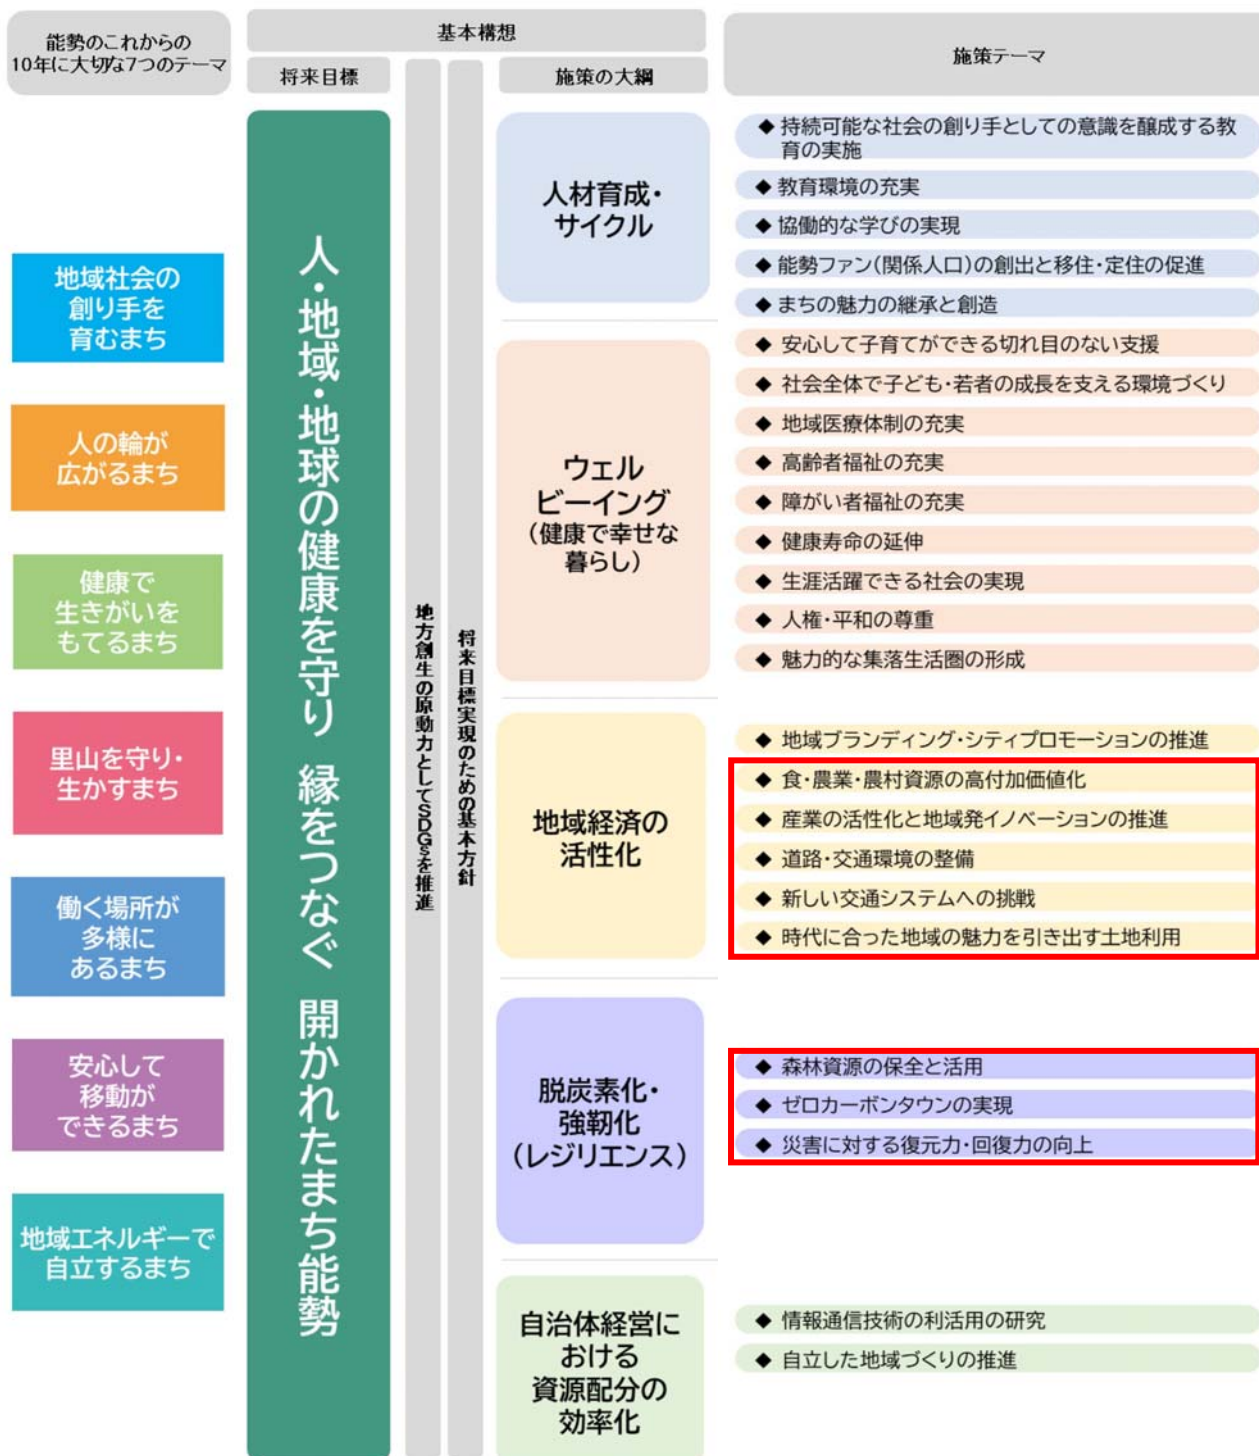 能勢のこれからの
10年に大切な7つのテーマ
地域社会の
創り手を
育むまち
人の輪が
広がるまち
健康で
生きがいを
もてるまち
里山を守り・
生かすまち
働く場所が
多様に
あるまち
安心して
移動が
できるまち
地域エネルギーで
自立するまち
基本構想
将来目標
人・地域・地球の健康を守り 縁をつなぐ 開かれたまち能勢
地方創生の原動力としてSDGsを推進
将来目標実現のための基本方針
施策の大綱
人材育成・
サイクル
ウェル
ビーイング
(健康で幸せな
暮らし)
地域経済の
活性化
脱炭素化・
強靭化
(レジリエンス)
自治体経営に
おける
資源配分の
効率化
施策テーマ
◆ 持続可能な社会の創り手としての意識を醸成する教
育の実施
◆ 教育環境の充実
◆ 協働的な学びの実現
◆ 能勢ファン(関係人口)の創出と移住・定住の促進
◆ まちの魅力の継承と創造
◆ 安心して子育てができる切れ目のない支援
◆ 社会全体で子ども・若者の成長を支える環境づくり
◆ 地域医療体制の充実
◆ 高齢者福祉の充実
◆ 障がい者福祉の充実
◆ 健康寿命の延伸
◆ 生涯活躍できる社会の実現
◆ 人権・平和の尊重
◆ 魅力的な集落生活圏の形成
◆ 地域ブランディング・シティプロモーションの推進
◆ 食・農業・農村資源の高付加価値化
◆ 産業の活性化と地域発イノベーションの推進
◆ 道路・交通環境の整備
◆ 新しい交通システムへの挑戦
◆ 時代に合った地域の魅力を引き出す土地利用
◆ 森林資源の保全と活用
◆ ゼロカーボンタウンの実現
◆ 災害に対する復元力・回復力の向上
◆ 情報通信技術の利活用の研究
◆ 自立した地域づくりの推進